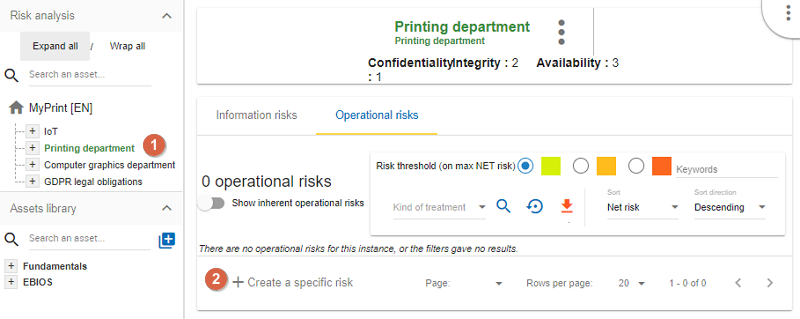 Risk analysis
Expand all / Wrap all
Search an asset...
MyPrint [EN]
+ IoT
+ Printing department
1
+ Computer graphics department
+ GDPR legal obligations
Assets library
Search an asset...
+ Fundamentals
+ EBIOS
Printing department
Printing department
ConfidentialityIntegrity : 2 Availability : 3
: 1
Information risks Operational risks
Risk threshold (on max NET risk) Keywords
0 operational risks
Show inherent operational risks
Kind of treatment
Sort Sort direction
Net risk Descending
There are no operational risks for this instance, or the filters gave no results.
2 + Create a specific risk Page: Rows per page: 20 1 - 0 of 0